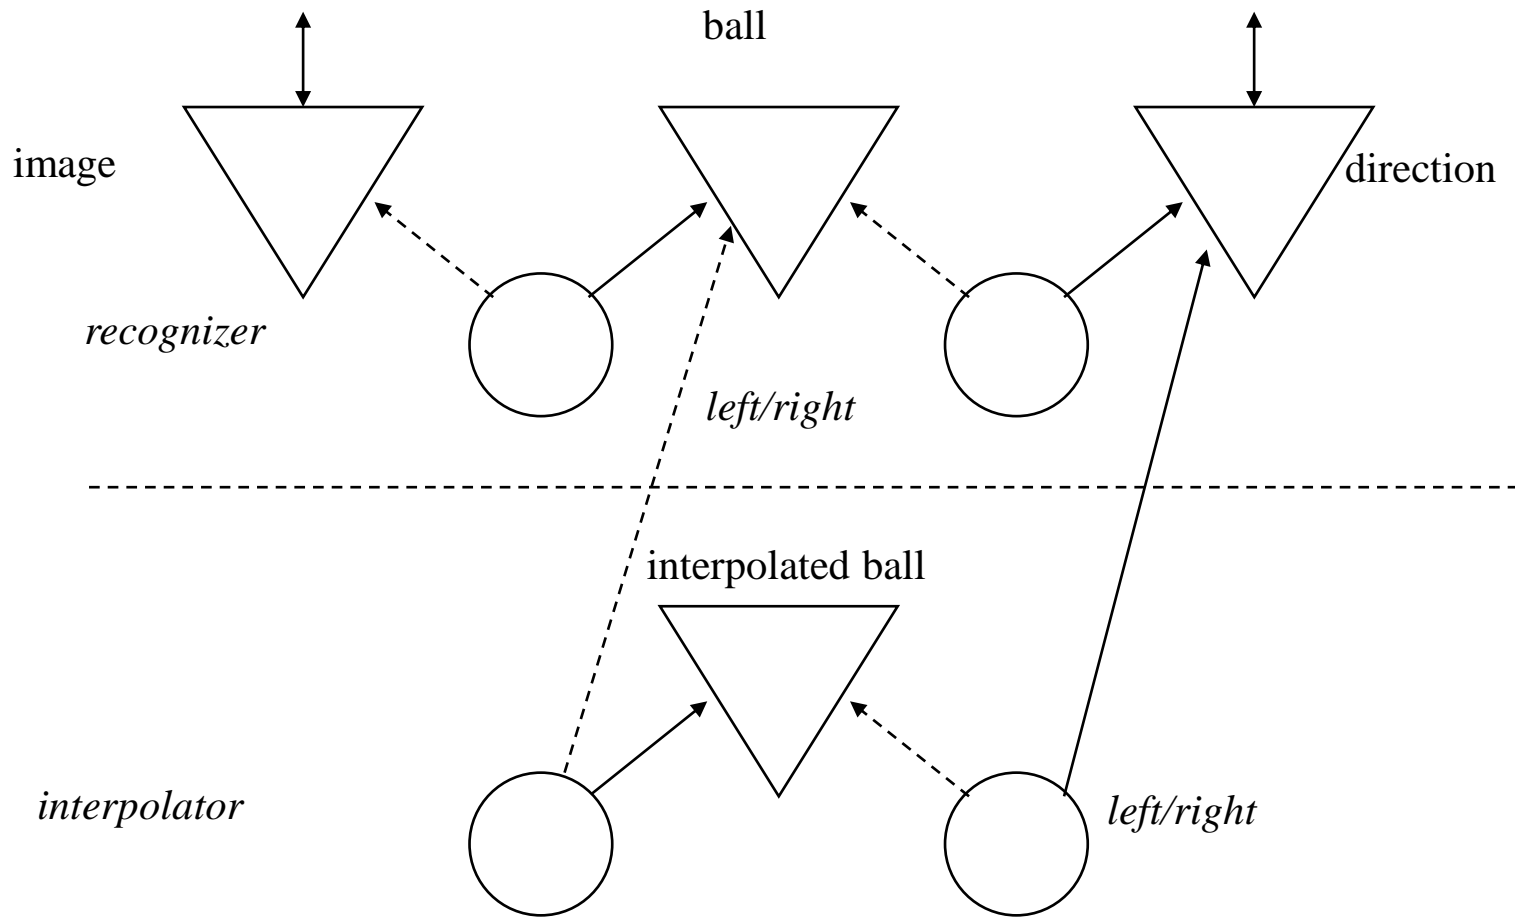 ball
image
direction
recognizer
left/right
interpolated ball
interpolator
left/right